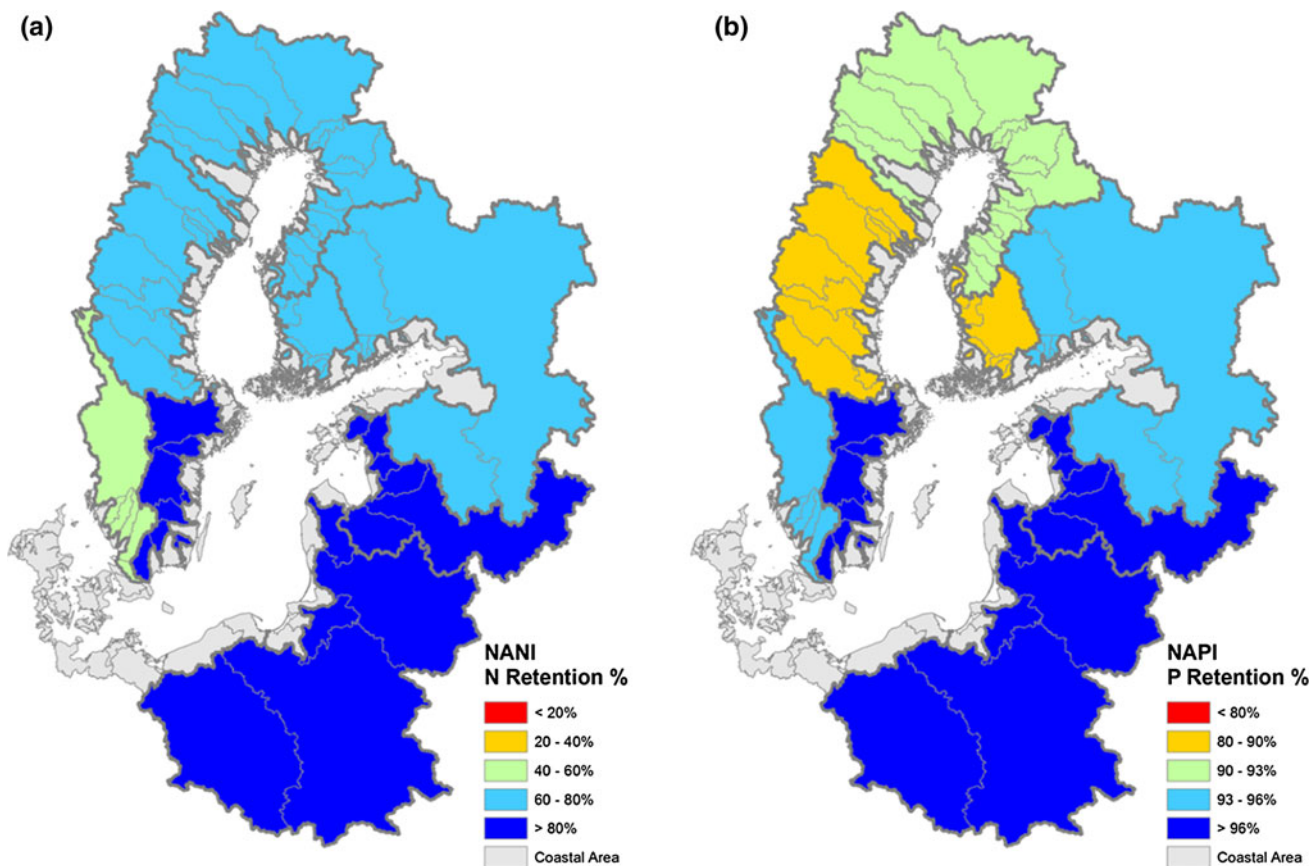 (a)
NANI
N Retention %
< 20%
20 - 40%
40 - 60%
60 - 80%
> 80%
Coastal Area
(b)
NAPI
P Retention %
< 80%
80 - 90%
90 - 93%
93 - 96%
> 96%
Coastal Area